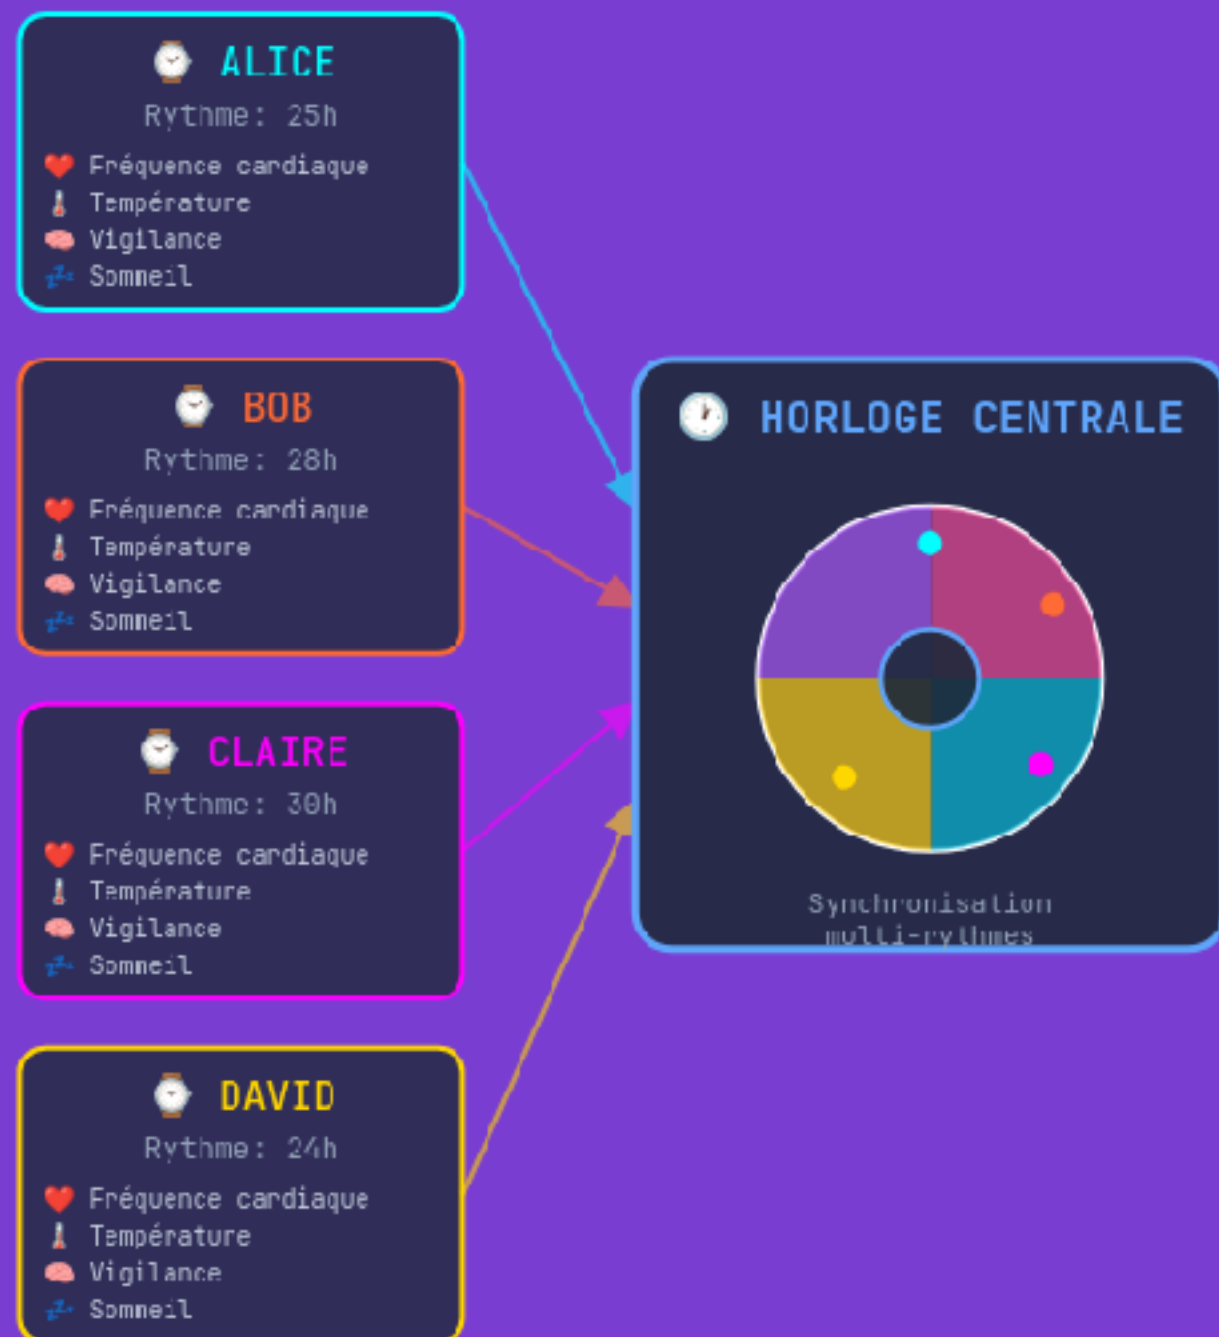 ALICE
Rythme: 25h
Fréquence cardiaque
Température
Vigilance
Sommeil
BOB
Rythme: 28h
Fréquence cardiaque
Température
Vigilance
Sommeil
CLAIRE
Rythme: 30h
Fréquence cardiaque
Température
Vigilance
Sommeil
DAVID
Rythme: 24h
Fréquence cardiaque
Température
Vigilance
Sommeil
HORLOGE CENTRALE
Synchronisation
multi-rythmes